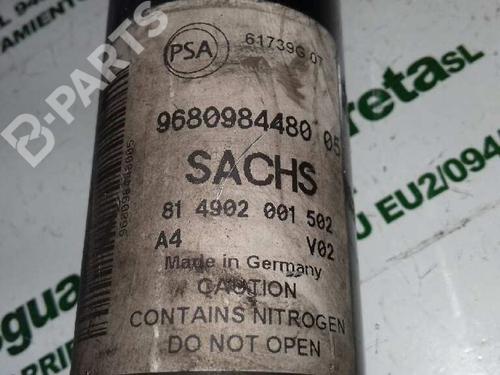 PSA
61739G 07
9680984480 05
SACHS
81 4902 001 502
A4 V02
Made in Germany
CAUTION
CONTAINS NITROGEN
DO NOT OPEN
B-PARTS
SL
EU2/094